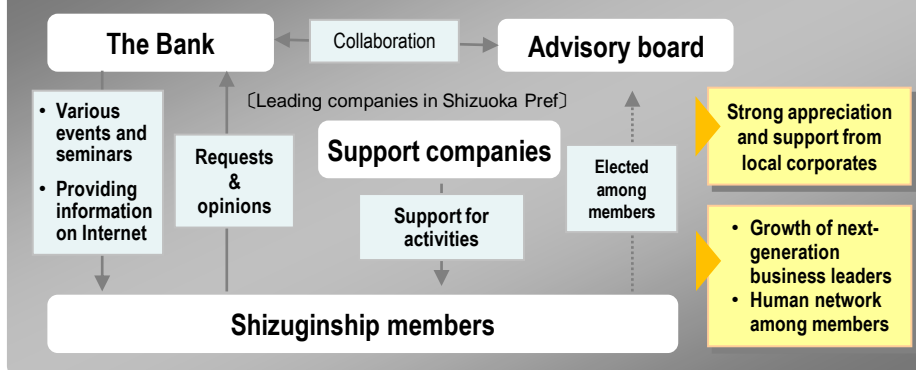 The Bank
Collaboration
Advisory board
〔Leading companies in Shizuoka Pref〕
• Various
events and
seminars
• Providing
information
on Internet
Requests
&
opinions
Support companies
Support for
activities
Elected
among
members
Shizuginship members
Strong appreciation
and support from
local corporates
• Growth of next-
generation
business leaders
• Human network
among members